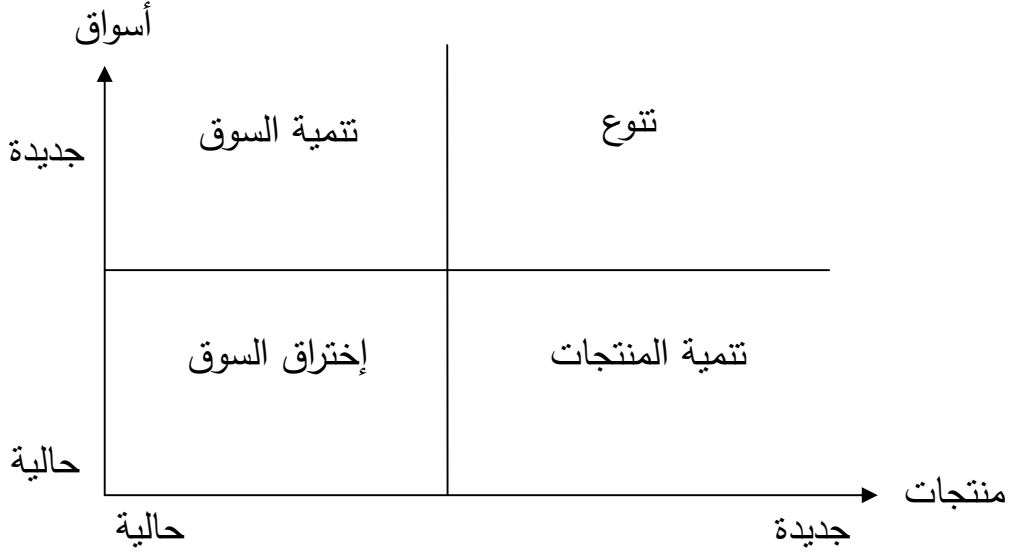 أسواق
تنوع
تنمية السوق
جديدة
تنمية المنتجات
إختراق السوق
حالية
منتجات
جديدة
حالية